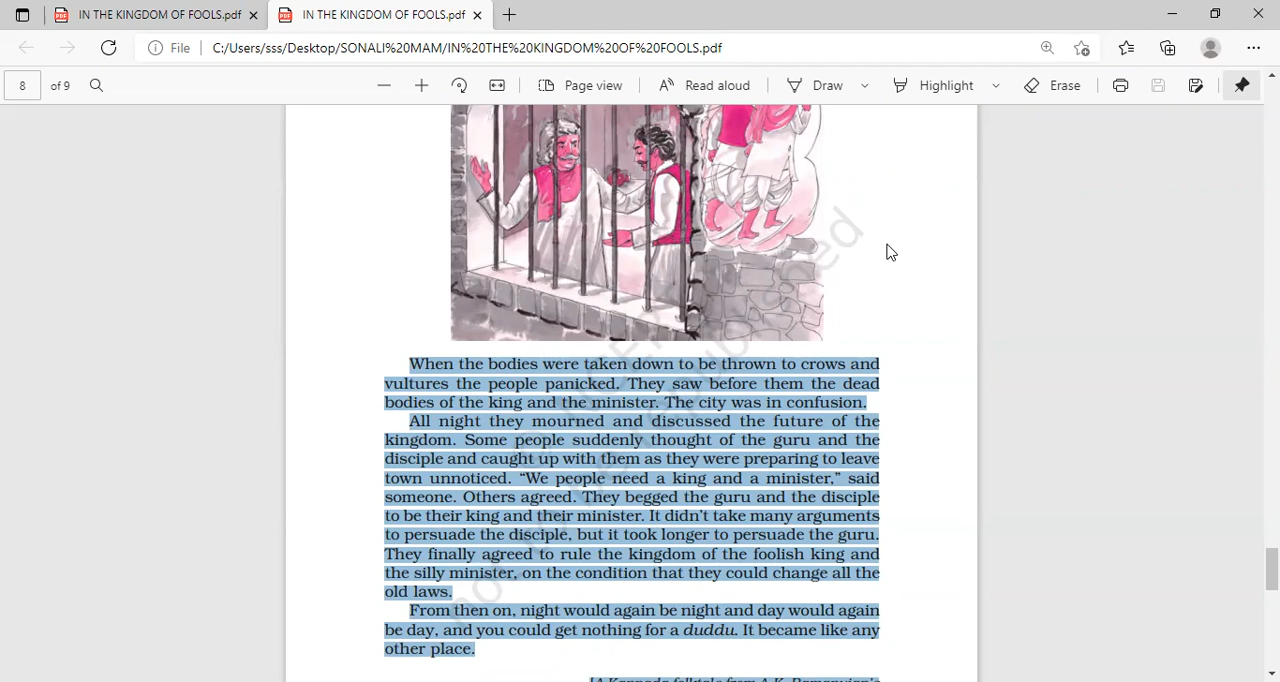 IN THE KINGDOM OF FOOLS.pdf
IN THE KINGDOM OF FOOLS.pdf
File
C:/Users/sss/Desktop/SONALI%20MAM/IN%20THE%20KINGDOM%20OF%20FOOLS.pdf
8 of 9
Page view
Read aloud
Draw
Highlight
Erase
When the bodies were taken down to be thrown to crows and
vultures the people panicked. They saw before them the dead
bodies of the king and the minister. The city was in confusion.
All night they mourned and discussed the future of the
kingdom. Some people suddenly thought of the guru and the
disciple and caught up with them as they were preparing to leave
town unnoticed. “We people need a king and a minister,” said
someone. Others agreed. They begged the guru and the disciple
to be their king and their minister. It didn’t take many arguments
to persuade the disciple, but it took longer to persuade the guru.
They finally agreed to rule the kingdom of the foolish king and
the silly minister, on the condition that they could change all the
old laws.
From then on, night would again be night and day would again
be day, and you could get nothing for a duddu. It became like any
other place.
[A Kannada folktale from A.K. Ramanujan’s